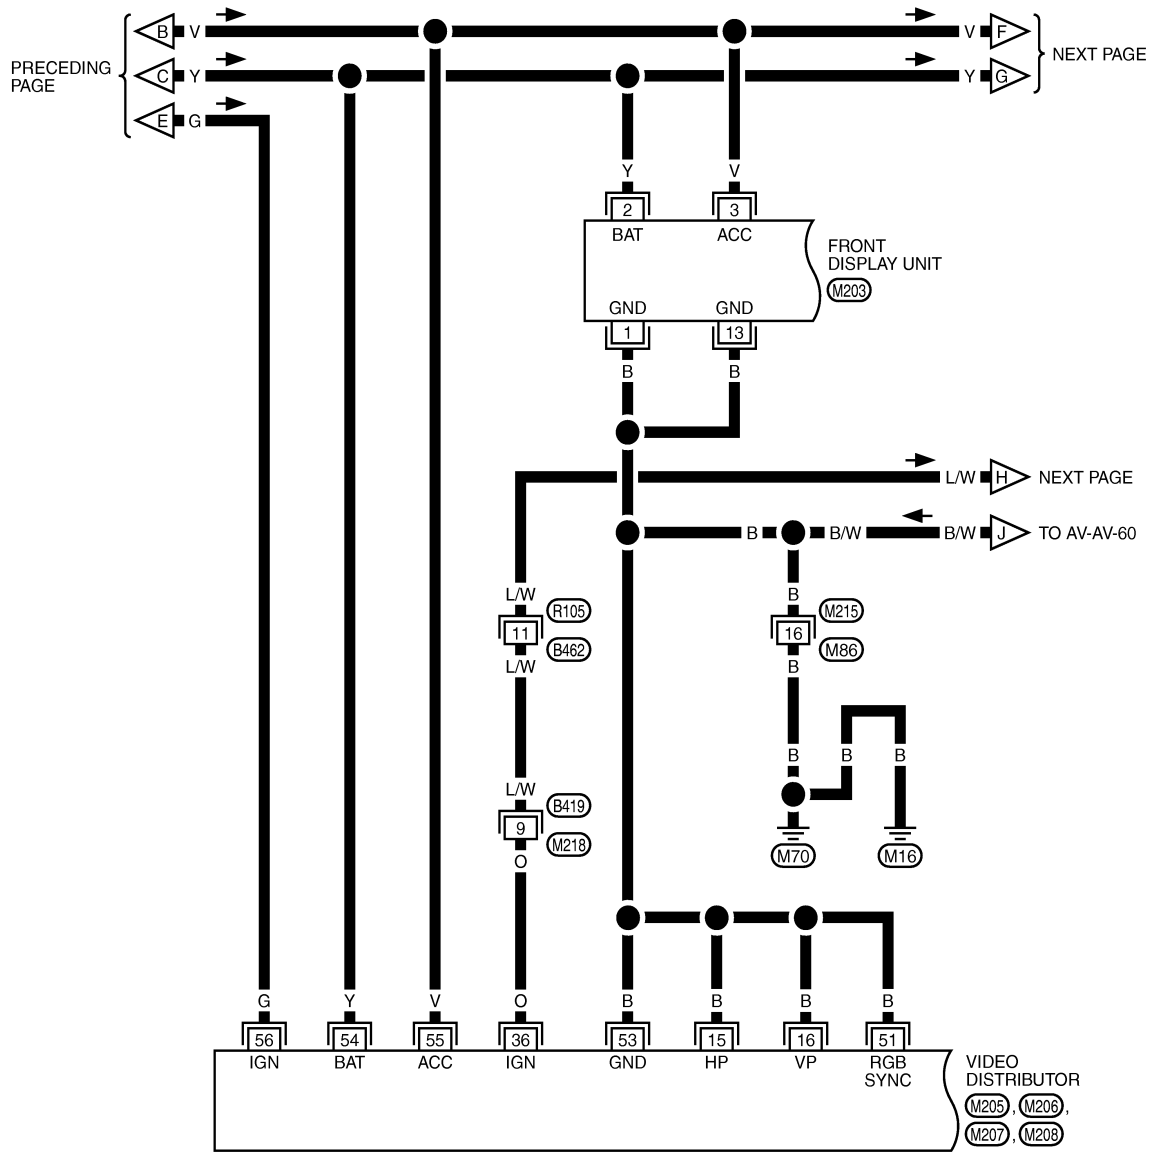 B V V F
PRECEDING
PAGE
C Y Y G
NEXT PAGE
E G
Y V
2 3
BAT ACC
FRONT
DISPLAY UNIT
M203
GND GND
1 13
B B
L/W H NEXT PAGE
B B/W B/W J TO AV-AV-60
L/W R105 B M215
11 16
B462 M86
L/W B
B B B
L/W B419
9
M218
O
M70 M16
G Y V O B B B B
56 54 55 36 53 15 16 51
IGN BAT ACC IGN GND HP VP RGB
SYNC
VIDEO
DISTRIBUTOR
M205 , M206 ,
M207 , M208